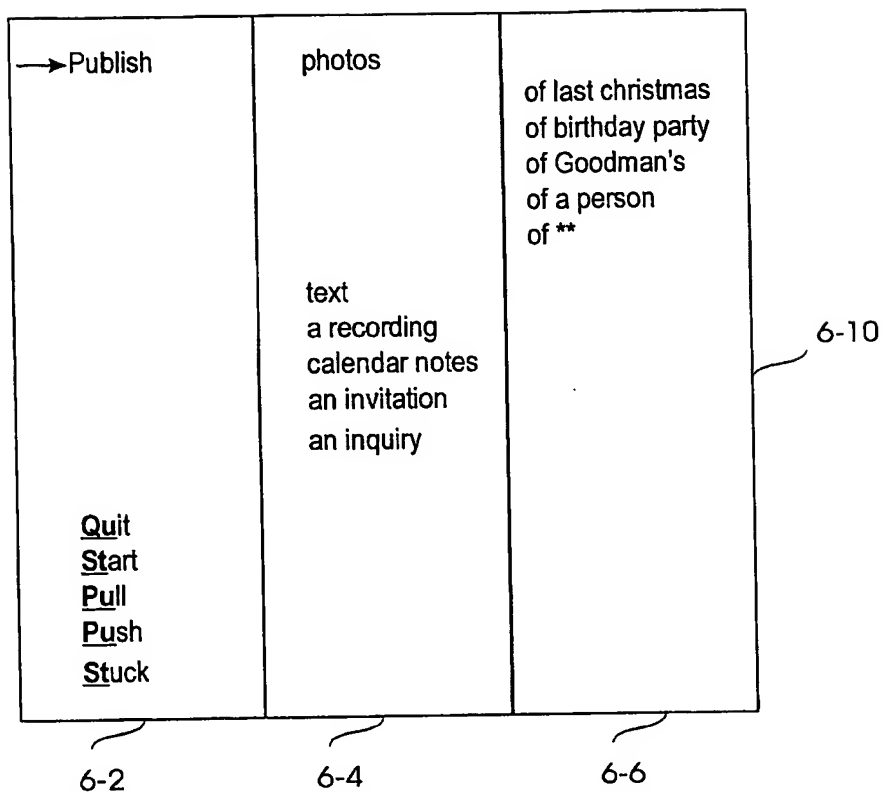 Publish
photos
of last christmas
of birthday party
of Goodman's
of a person
of **
text
a recording
calendar notes
an invitation
an inquiry
Quit
Start
Pull
Push
Stuck
6-10
6-2
6-4
6-6